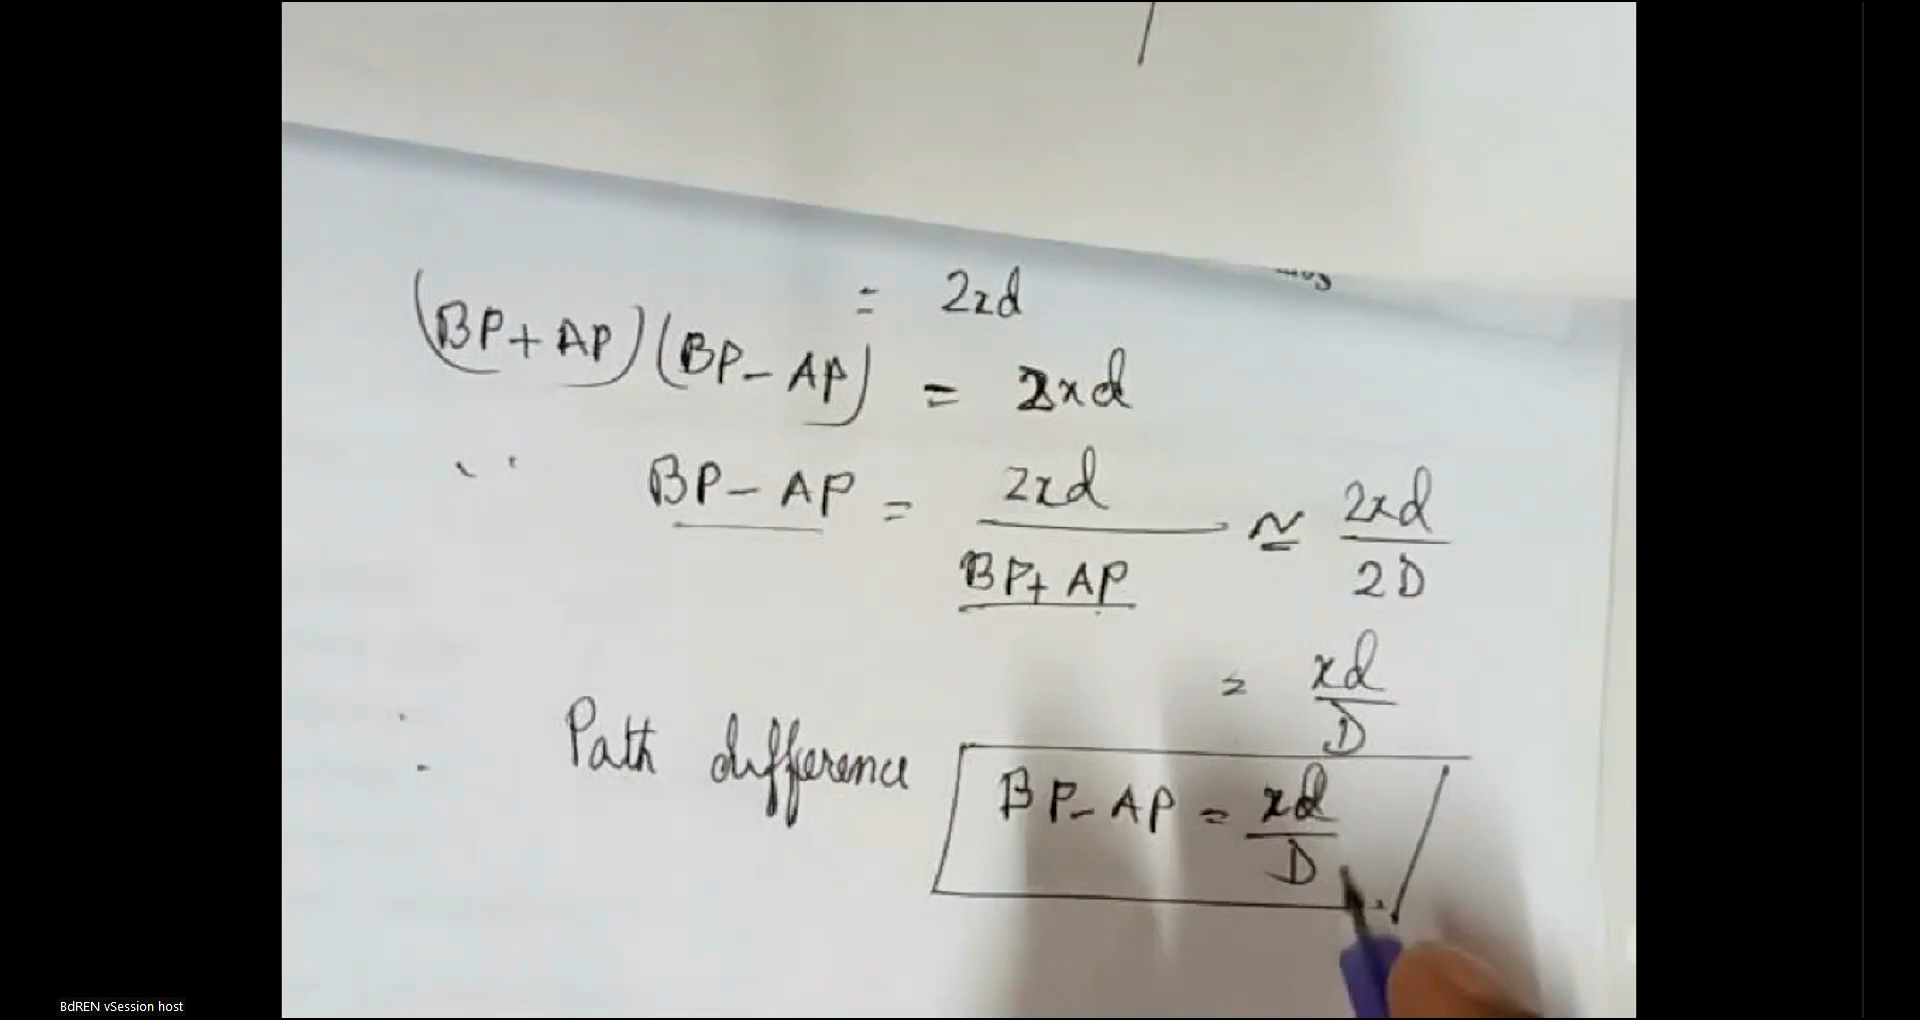 = 2xd
(BP+AP)(BP-AP) = 2xd
BP-AP = 2xd / BP+AP ≃ 2xd / 2D
= xd / D
∴ Path difference BP-AP = xd / D
BdREN vSession host